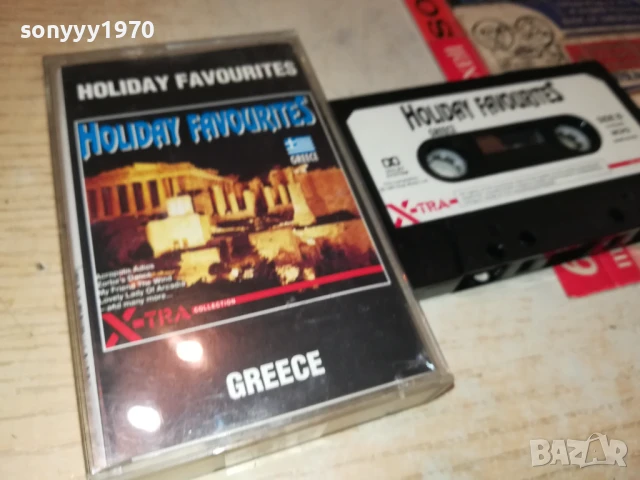 sonyyy1970
HOLIDAY FAVOURITES
HOLIDAY FAVOURITES
GREECE
Acropolis Adieu
Zorba's Dance
My Friend The Wind
Lovely Lady Of Arcadia
...and many more...
X-TRA COLLECTION
GREECE
HOLIDAY FAVOURITES
GREECE
X-TRA
BAZAR